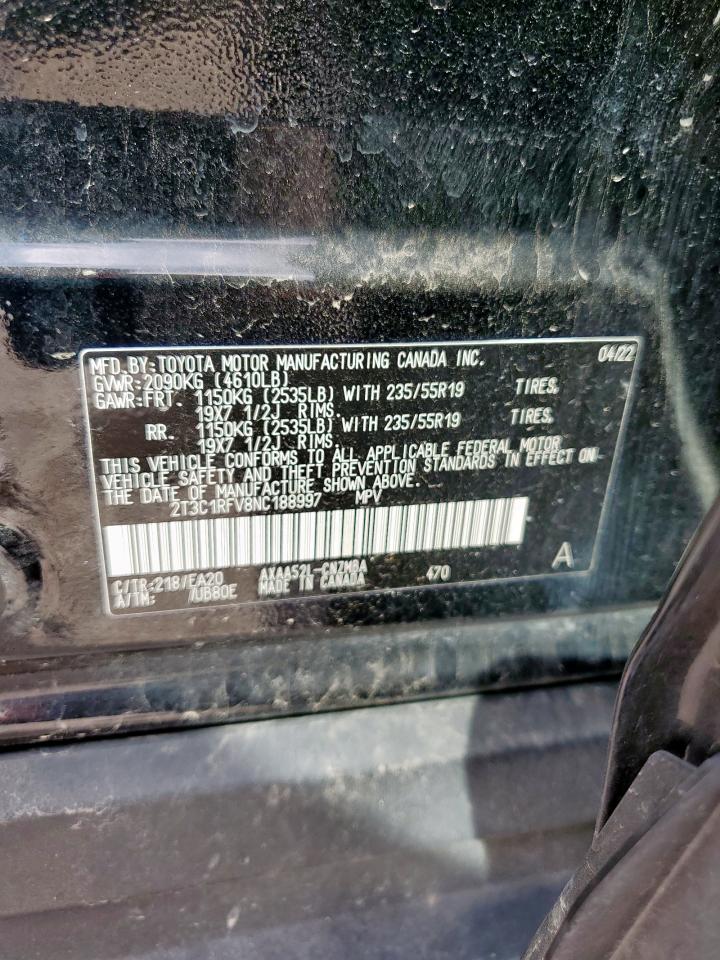 MFD.BY:TOYOTA MOTOR MANUFACTURING CANADA INC. 04/22
GVWR:2090KG (4610LB)
GAWR:FRT. 1150KG (2535LB) WITH 235/55R19 TIRES,
19X7 1/2J RIMS.
RR. 1150KG (2535LB) WITH 235/55R19 TIRES,
19X7 1/2J RIMS.
THIS VEHICLE CONFORMS TO ALL APPLICABLE FEDERAL MOTOR
VEHICLE SAFETY AND THEFT PREVENTION STANDARDS IN EFFECT ON
THE DATE OF MANUFACTURE SHOWN ABOVE.
2T3C1RFV8NC188997 MPV
C/TR:218/EA20 AXAA52L-CNZMBA 470 A
A/TM: /UB80E MADE IN CANADA